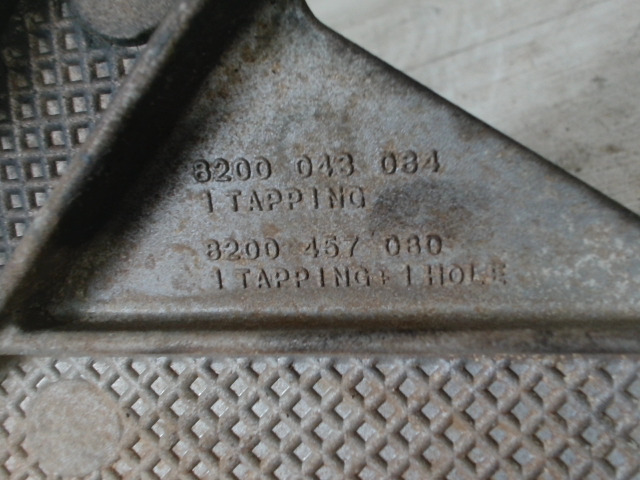 8200 043 084
1 TAPPING
8200 457 080
1 TAPPING + 1 HOLE